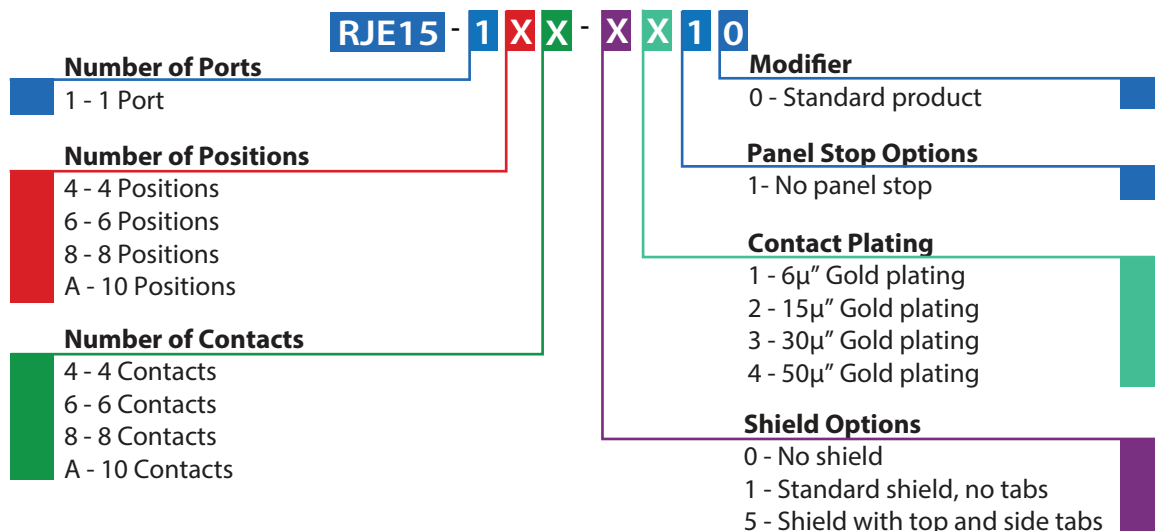 RJE15 - 1 X X - X X 1 0
Number of Ports
1 - 1 Port
Number of Positions
4 - 4 Positions
6 - 6 Positions
8 - 8 Positions
A - 10 Positions
Number of Contacts
4 - 4 Contacts
6 - 6 Contacts
8 - 8 Contacts
A - 10 Contacts
Modifier
0 - Standard product
Panel Stop Options
1- No panel stop
Contact Plating
1 - 6μ” Gold plating
2 - 15μ” Gold plating
3 - 30μ” Gold plating
4 - 50μ” Gold plating
Shield Options
0 - No shield
1 - Standard shield, no tabs
5 - Shield with top and side tabs